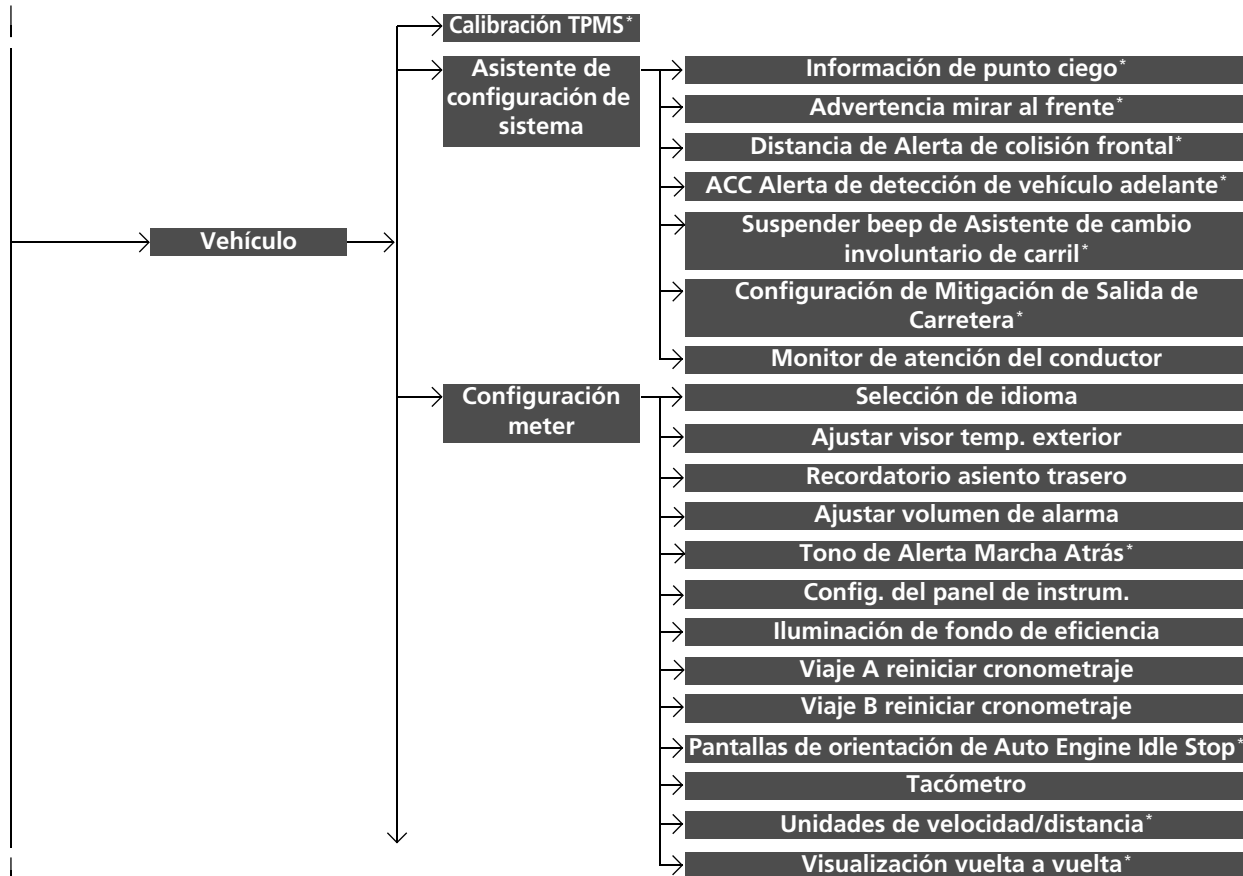 Calibración TPMS*
Asistente de
configuración de
sistema
Información de punto ciego*
Advertencia mirar al frente*
Distancia de Alerta de colisión frontal*
ACC Alerta de detección de vehículo adelante*
Suspender beep de Asistente de cambio
involuntario de carril*
Configuración de Mitigación de Salida de
Carretera*
Monitor de atención del conductor
Vehículo
Configuración
meter
Selección de idioma
Ajustar visor temp. exterior
Recordatorio asiento trasero
Ajustar volumen de alarma
Tono de Alerta Marcha Atrás*
Config. del panel de instrum.
Iluminación de fondo de eficiencia
Viaje A reiniciar cronometraje
Viaje B reiniciar cronometraje
Pantallas de orientación de Auto Engine Idle Stop*
Tacómetro
Unidades de velocidad/distancia*
Visualización vuelta a vuelta*